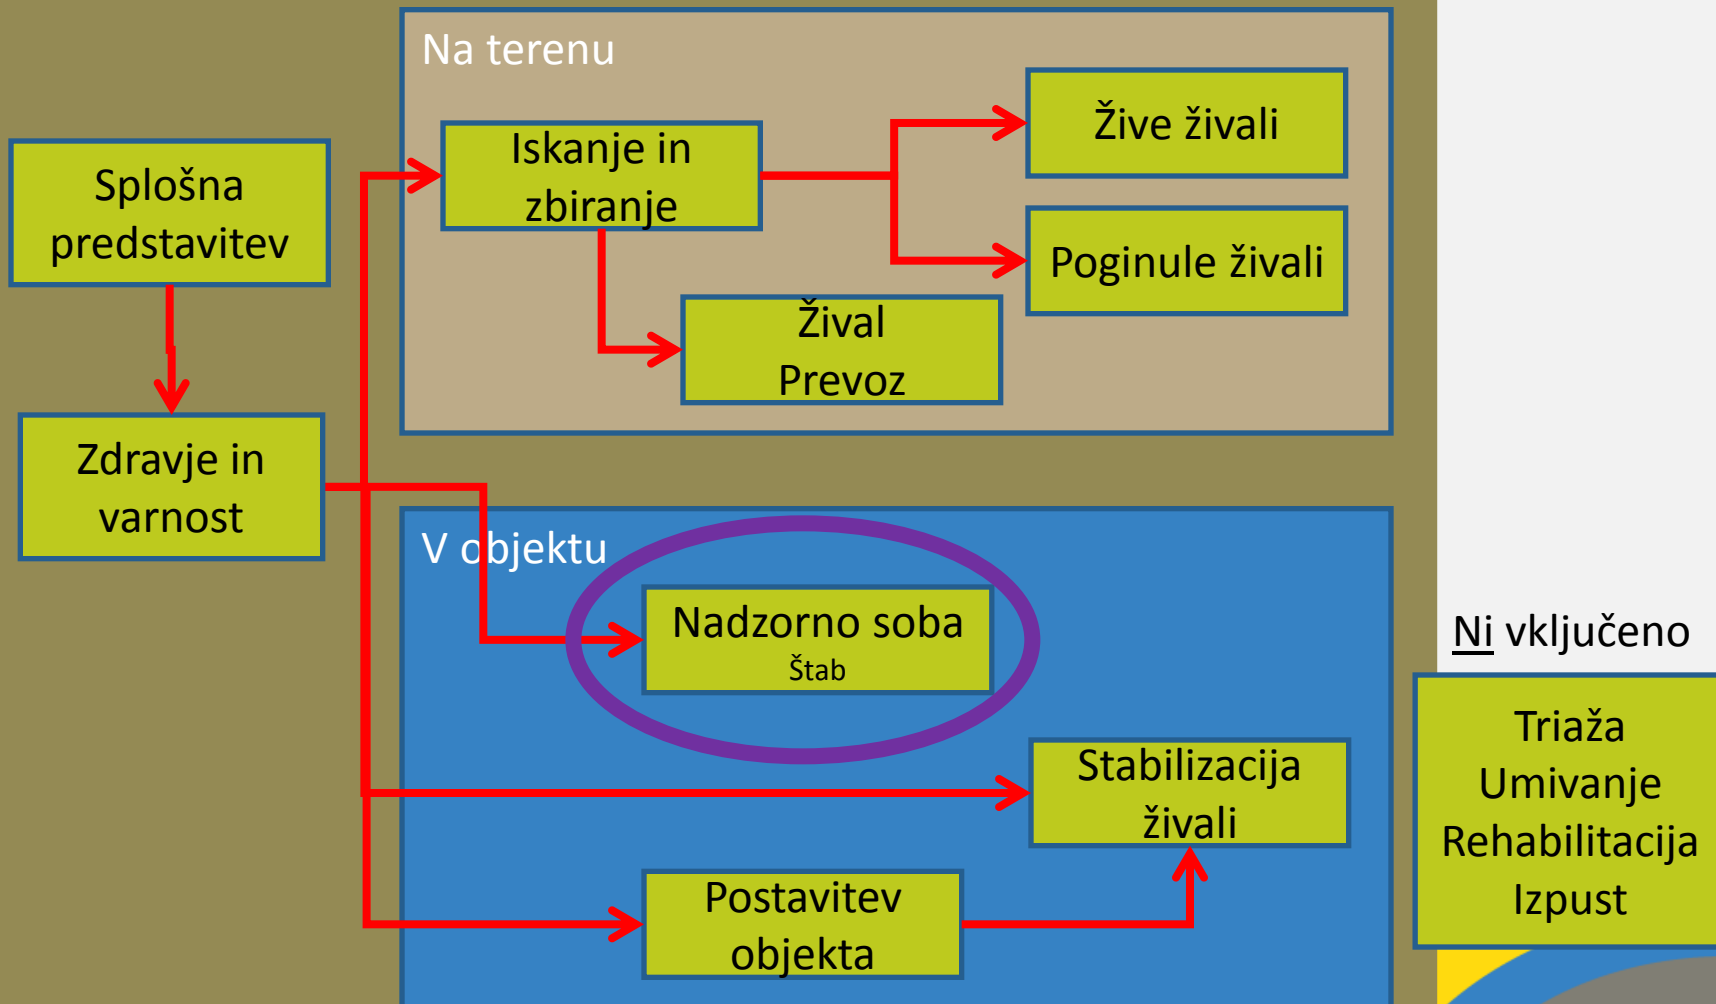 Splošna
predstavitev
Zdravje in
varnost
Na terenu
Iskanje in
zbiranje
Žive živali
Poginule živali
Žival
Prevoz
V objektu
Nadzorno soba
Štab
Stabilizacija
živali
Postavitev
objekta
Ni vključeno
Triaža
Umivanje
Rehabilitacija
Izpust